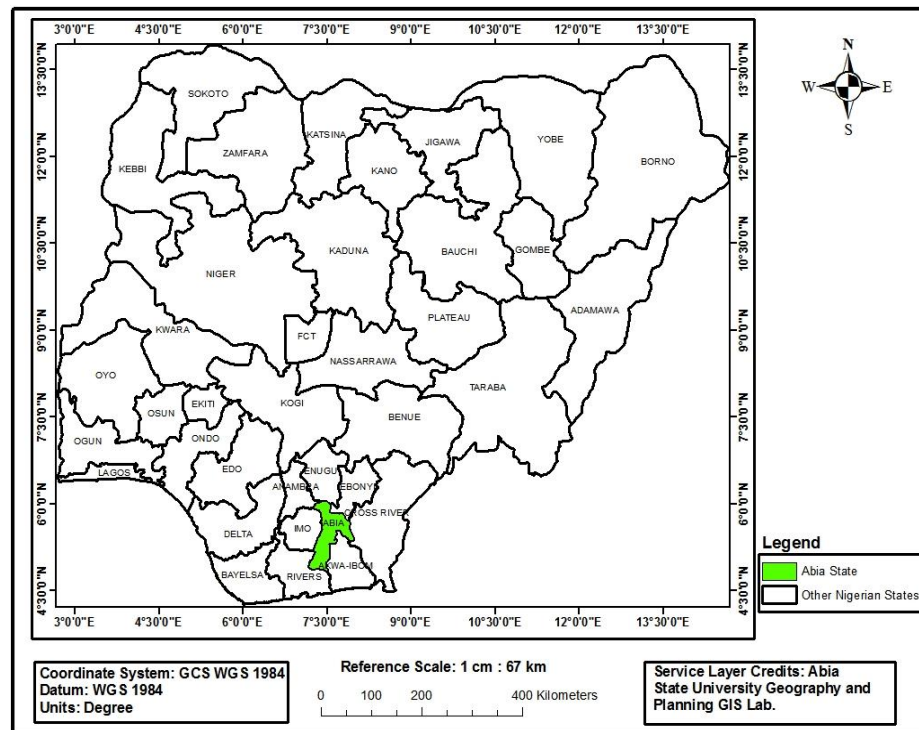 3°0'0"E 4°30'0"E 6°0'0"E 7°30'0"E 9°0'0"E 10°30'0"E 12°0'0"E 13°30'0"E
N
W E
S
13°30'0"N 13°30'0"N
12°0'0"N 12°0'0"N
10°30'0"N 10°30'0"N
9°0'0"N 9°0'0"N
7°30'0"N 7°30'0"N
6°0'0"N 6°0'0"N
4°30'0"N 4°30'0"N
SOKOTO
KATSINA
JIGAWA
YOBE
ZAMFARA
BORNO
KEBBI
KANO
KADUNA
BAUCHI
GOMBE
NIGER
ADAMAWA
PLATEAU
KWARA
FCT
NASSARRAWA
OYO
TARABA
EKITI
KOGI
OSUN
BENUE
OGUN
ONDO
LAGOS
EDO
ENUGU
ANAMBRA
EBONYI
CROSS RIVER
DELTA
IMO
ABIA
AKWA-IBOM
BAYELSA
RIVERS
Legend
Abia State
Other Nigerian States
3°0'0"E 4°30'0"E 6°0'0"E 7°30'0"E 9°0'0"E 10°30'0"E 12°0'0"E 13°30'0"E
Coordinate System: GCS WGS 1984
Datum: WGS 1984
Units: Degree
Reference Scale: 1 cm : 67 km
0 100 200 400 Kilometers
Service Layer Credits: Abia
State University Geography and
Planning GIS Lab.